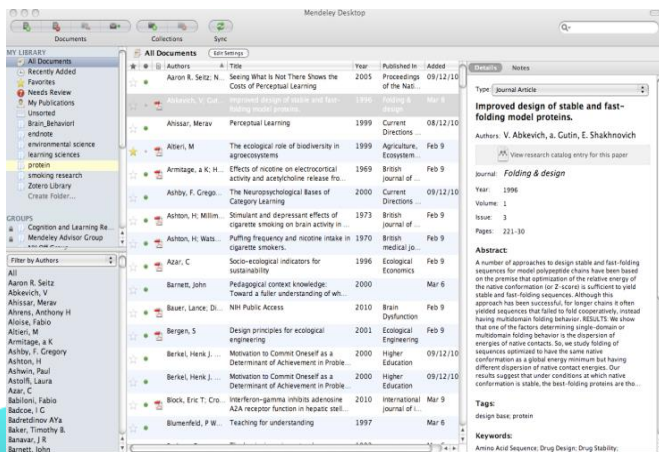 Mendeley Desktop
Documents
Collections
Sync
MY LIBRARY
All Documents
Recently Added
Favorites
Needs Review
My Publications
Unsorted
Brain_Behaviorl
endnote
environmental science
learning sciences
protein
smoking research
Zotero Library
Create Folder...
GROUPS
Cognition and Learning Re...
Mendeley Advisor Group
Filter by Authors
All
Aaron R. Seitz
Abkevich, V
Ahissar, Merav
Ahrens, Anthony H
Aloise, Fabio
Altieri, M
Armitage, a K
Ashby, F. Gregory
Ashton, H
Ashwin, Paul
Astolfi, Laura
Azar, C
Babiloni, Fabio
Badcoe, I G
Badretdinov AYa
Baker, Timothy B.
Banavar, J R
Barnett, John
All Documents
Edit Settings
Authors Title Year Published In Added
Aaron R. Seitz; N... Seeing What Is Not There Shows the 2005 Proceedings 09/12/10
Costs of Perceptual Learning of the Nati...
Abkevich, V; Gut... Improved design of stable and fast- 1996 Folding & Mar 8
folding model proteins. design
Ahissar, Merav Perceptual Learning 1999 Current 08/12/10
Directions ...
Altieri, M The ecological role of biodiversity in 1999 Agriculture, Feb 9
agroecosystems Ecosystem...
Armitage, a K; H... Effects of nicotine on electrocortical 1969 British Feb 9
activity and acetylcholine release fro... journal of ...
Ashby, F. Grego... The Neuropsychological Bases of 2000 Current 09/12/10
Category Learning Directions ...
Ashton, H; Millim... Stimulant and depressant effects of 1973 British Feb 9
cigarette smoking on brain activity in ... journal of ...
Ashton, H; Wats... Puffing frequency and nicotine intake in 1970 British Feb 9
cigarette smokers. medical jo...
Azar, C Socio-ecological indicators for 1996 Ecological Feb 9
sustainability Economics
Barnett, John Pedagogical context knowledge: 2000 Mar 6
Toward a fuller understanding of wh...
Bauer, Lance; Di... NIH Public Access 2010 Brain Feb 9
Dysfunction
Bergen, S Design principles for ecological 2001 Ecological Feb 9
engineering Engineering
Berkel, Henk J. ... Motivation to Commit Oneself as a 2000 Higher 09/12/10
Determinant of Achievement in Proble... Education
Berkel, Henk J. ... Motivation to Commit Oneself as a 2000 Higher 09/12/10
Determinant of Achievement in Proble... Education
Block, Eric T; Cro... Interferon-gamma inhibits adenosine 2010 International Mar 9
A2A receptor function in hepatic stell... journal of i...
Blumenfeld, P W... Teaching for understanding 1997 Mar 6
Details Notes
Type Journal Article
Improved design of stable and fast-
folding model proteins.
Authors: V. Abkevich, a. Gutin, E. Shakhnovich
View research catalog entry for this paper
Journal: Folding & design
Year: 1996
Volume: 1
Issue: 3
Pages: 221-30
Abstract:
A number of approaches to design stable and fast-folding
sequences for model polypeptide chains have been based
on the premise that optimization of the relative energy of
the native conformation (or Z-score) is sufficient to yield
stable and fast-folding sequences. Although this
approach has been successful, for longer chains it often
yielded sequences that failed to fold cooperatively, instead
having multidomain folding behavior. RESULTS: We show
that one of the factors determining single-domain or
multidomain folding behavior is the dispersion of
energies of native contacts. So, we study folding of
sequences optimized to have the same native
conformation as a global energy minimum but having
different dispersion of native contact energies. Our
results suggest that under conditions at which native
conformation is stable, the best-folding proteins are tho...
Tags:
design base; protein
Keywords:
Amino Acid Sequence; Drug Design; Drug Stability;